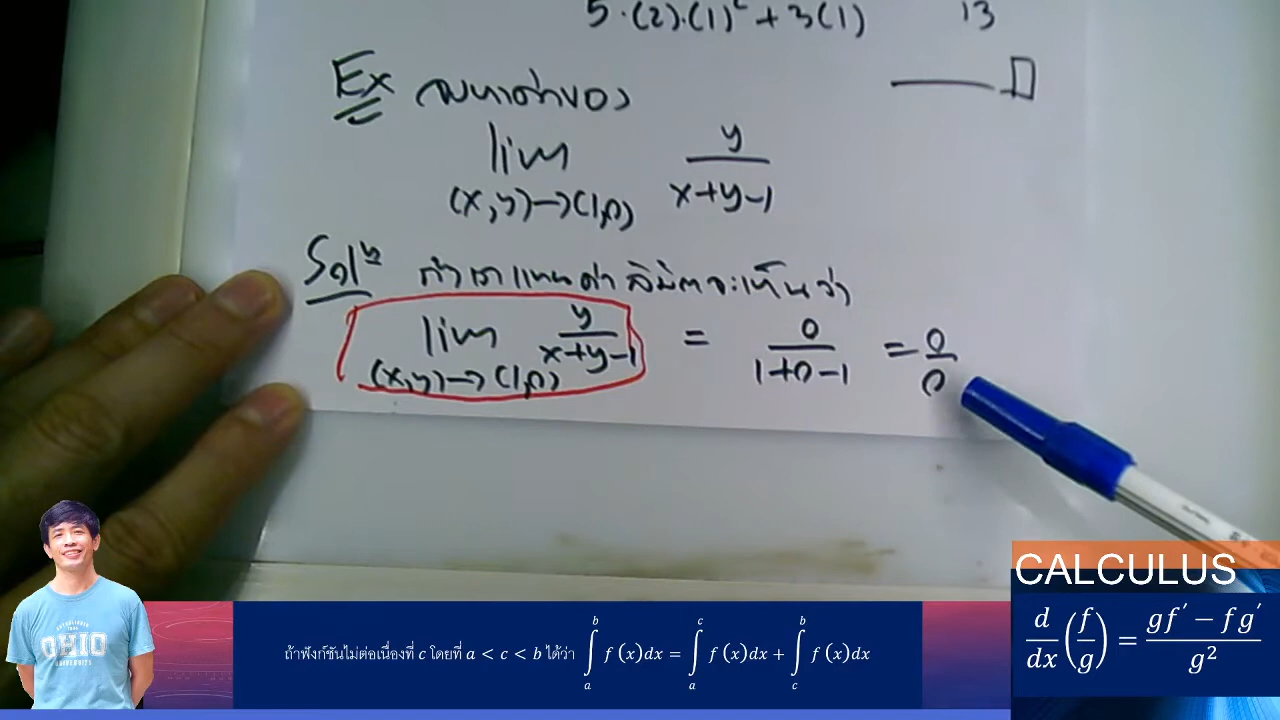 5·(2)·(1)² + 3(1) 13
Ex จงหาค่าของ
lim y/(x+y-1)
(x,y)→(1,0)
Solⁿ ถ้าเราแทนค่าลิมิตจะเห็นว่า
lim y/(x+y-1) = 0/(1+0-1) = 0/0
(x,y)→(1,0)
OHIO
UNIVERSITY
ถ้าฟังก์ชันไม่ต่อเนื่องที่ c โดยที่ a < c < b ได้ว่า ∫_a^b f(x)dx = ∫_a^c f(x)dx + ∫_c^b f(x)dx
CALCULUS
d/dx (f/g) = (gf′ − fg′)/g²